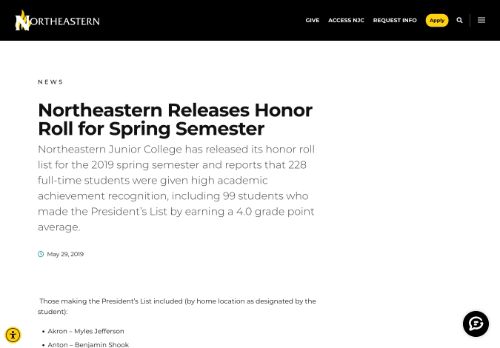 NORTHEASTERN
GIVE
ACCESS NJC
REQUEST INFO
Apply
NEWS
Northeastern Releases Honor
Roll for Spring Semester
Northeastern Junior College has released its honor roll
list for the 2019 spring semester and reports that 228
full-time students were given high academic
achievement recognition, including 99 students who
made the President's List by earning a 4.0 grade point
average.
May 29, 2019
Those making the President's List included (by home location as designated by the
student):
• Akron – Myles Jefferson
• Anton – Benjamin Shook